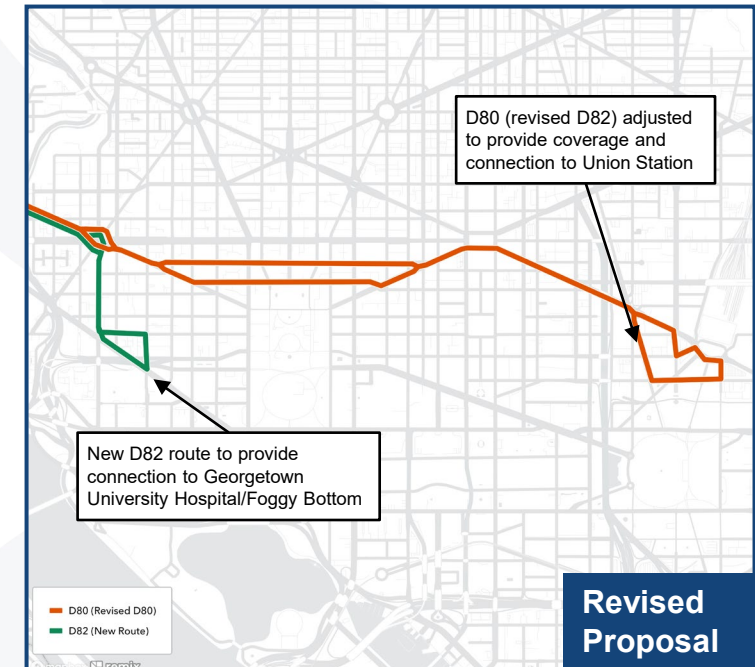 D80 (revised D82) adjusted
to provide coverage and
connection to Union Station
New D82 route to provide
connection to Georgetown
University Hospital/Foggy Bottom
D80 (Revised D80)
D82 (New Route)
Revised
Proposal
remix